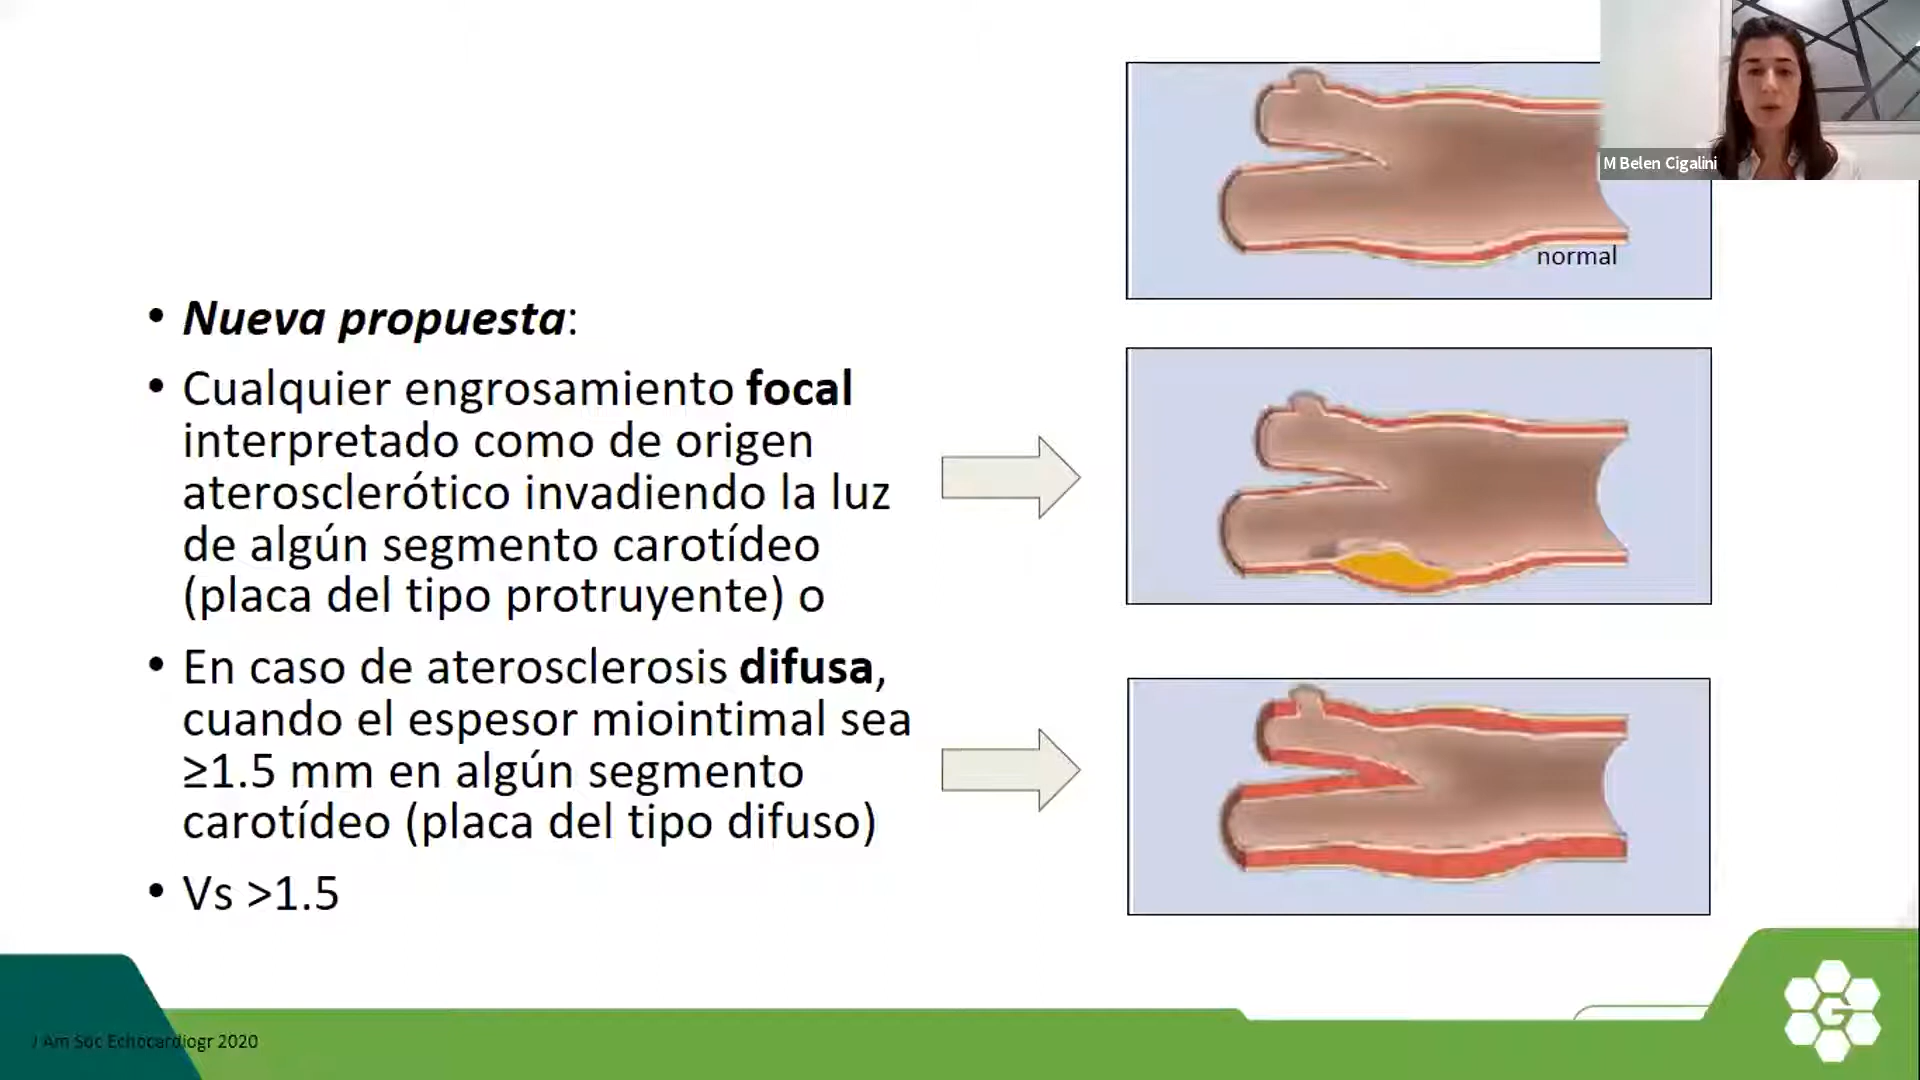 M Belen Cigalini
normal
• Nueva propuesta:
• Cualquier engrosamiento focal
interpretado como de origen
aterosclerótico invadiendo la luz
de algún segmento carotídeo
(placa del tipo protruyente) o
• En caso de aterosclerosis difusa,
cuando el espesor miointimal sea
≥1.5 mm en algún segmento
carotídeo (placa del tipo difuso)
• Vs >1.5
J Am Soc Echocardiogr 2020
G